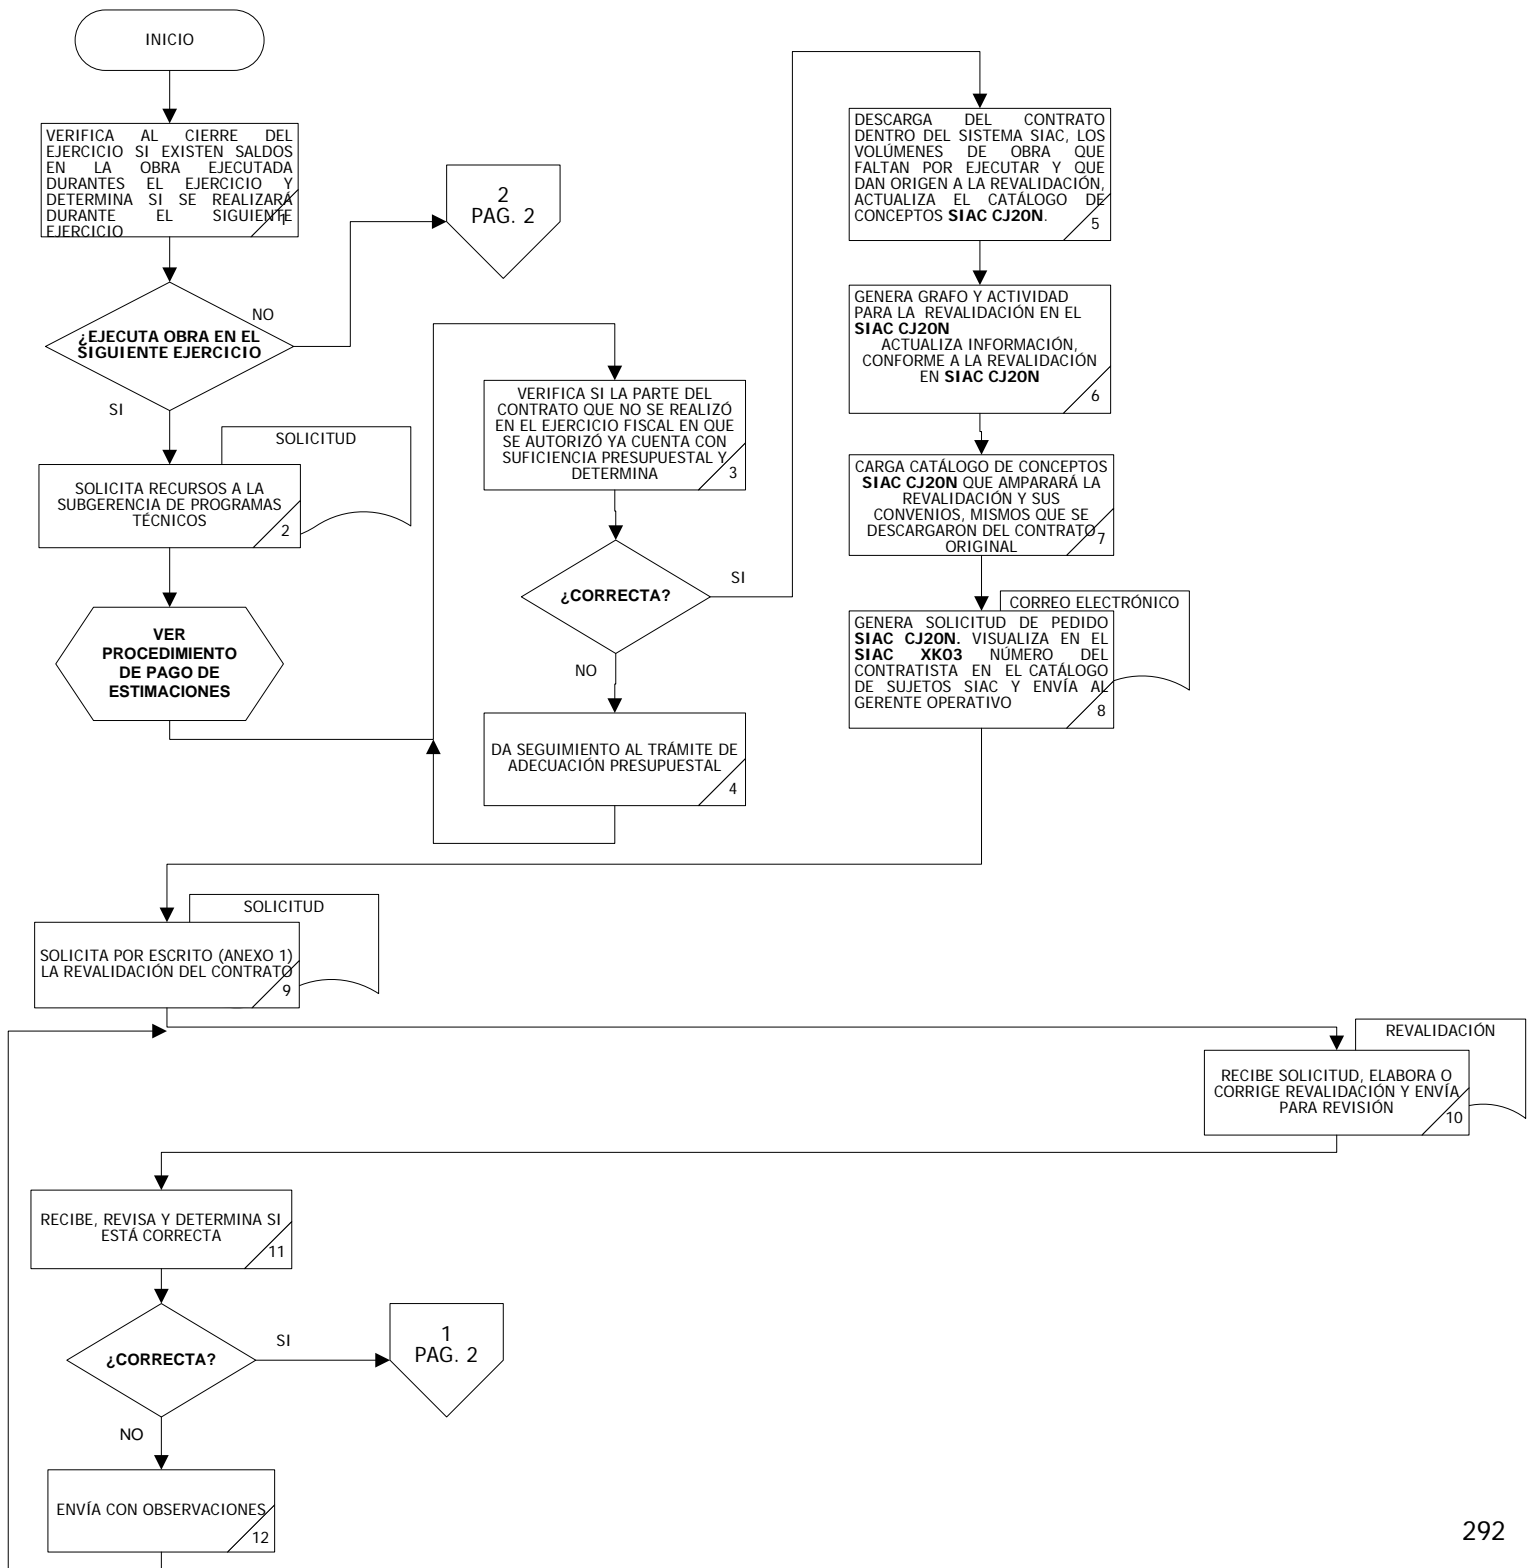 INICIO
VERIFICA AL CIERRE DEL
EJERCICIO SI EXISTEN SALDOS
EN LA OBRA EJECUTADA
DURANTES EL EJERCICIO Y
DETERMINA SI SE REALIZARÁ
DURANTE EL SIGUIENTE
EJERCICIO
1
¿EJECUTA OBRA EN EL
SIGUIENTE EJERCICIO
NO
2
PAG. 2
SI
SOLICITUD
SOLICITA RECURSOS A LA
SUBGERENCIA DE PROGRAMAS
TÉCNICOS
2
VER
PROCEDIMIENTO
DE PAGO DE
ESTIMACIONES
VERIFICA SI LA PARTE DEL
CONTRATO QUE NO SE REALIZÓ
EN EL EJERCICIO FISCAL EN QUE
SE AUTORIZÓ YA CUENTA CON
SUFICIENCIA PRESUPUESTAL Y
DETERMINA
3
¿CORRECTA?
SI
NO
DA SEGUIMIENTO AL TRÁMITE DE
ADECUACIÓN PRESUPUESTAL
4
DESCARGA DEL CONTRATO
DENTRO DEL SISTEMA SIAC, LOS
VOLÚMENES DE OBRA QUE
FALTAN POR EJECUTAR Y QUE
DAN ORIGEN A LA REVALIDACIÓN,
ACTUALIZA EL CATÁLOGO DE
CONCEPTOS SIAC CJ20N.
5
GENERA GRAFO Y ACTIVIDAD
PARA LA REVALIDACIÓN EN EL
SIAC CJ20N
ACTUALIZA INFORMACIÓN,
CONFORME A LA REVALIDACIÓN
EN SIAC CJ20N
6
CARGA CATÁLOGO DE CONCEPTOS
SIAC CJ20N QUE AMPARARÁ LA
REVALIDACIÓN Y SUS
CONVENIOS, MISMOS QUE SE
DESCARGARON DEL CONTRATO
ORIGINAL
7
CORREO ELECTRÓNICO
GENERA SOLICITUD DE PEDIDO
SIAC CJ20N. VISUALIZA EN EL
SIAC XK03 NÚMERO DEL
CONTRATISTA EN EL CATÁLOGO
DE SUJETOS SIAC Y ENVÍA AL
GERENTE OPERATIVO
8
SOLICITUD
SOLICITA POR ESCRITO (ANEXO 1)
LA REVALIDACIÓN DEL CONTRATO
9
REVALIDACIÓN
RECIBE SOLICITUD, ELABORA O
CORRIGE REVALIDACIÓN Y ENVÍA
PARA REVISIÓN
10
RECIBE, REVISA Y DETERMINA SI
ESTÁ CORRECTA
11
¿CORRECTA?
SI
1
PAG. 2
NO
ENVÍA CON OBSERVACIONES
12
292